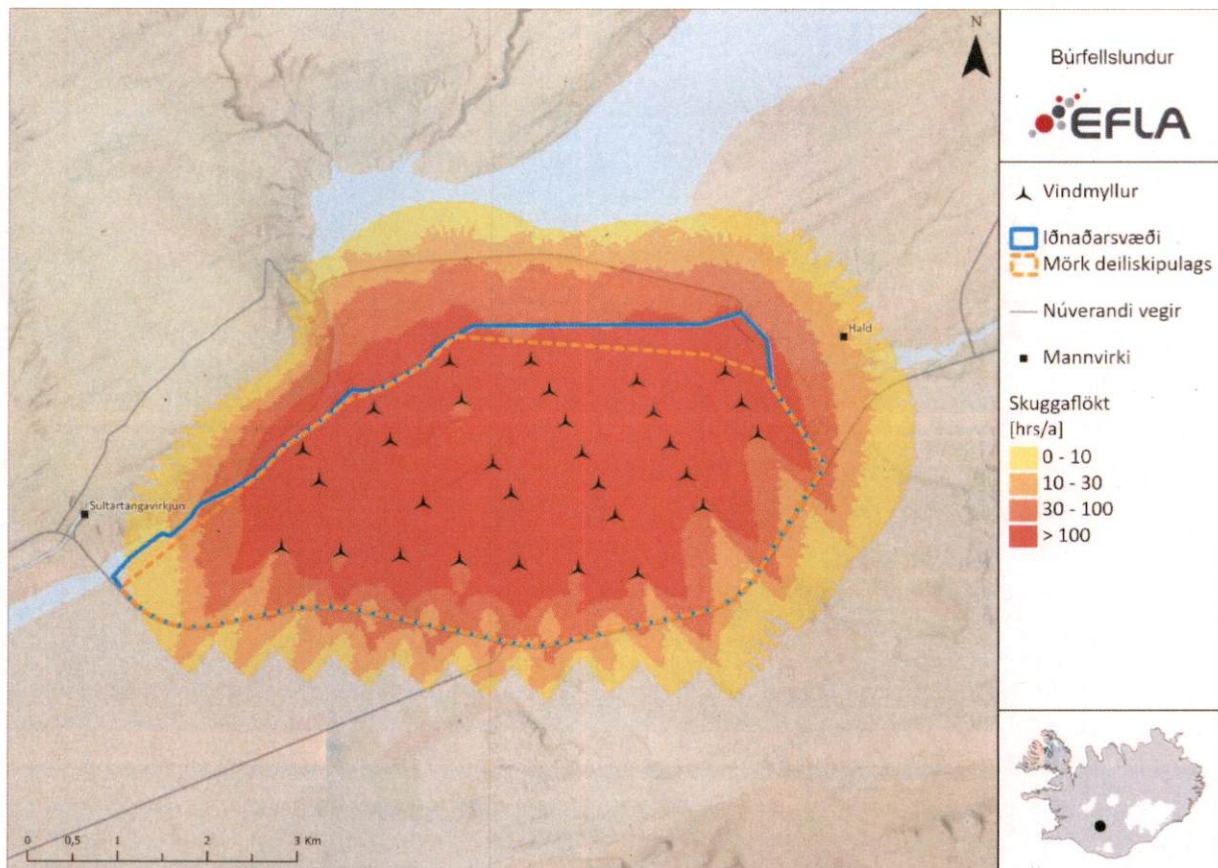 N
Búrfellslundur
EFLA
Vindmyllur
Iðnaðarsvæði
Mörk deiliskipulags
Núverandi vegir
Mannvirki
Skuggaflökt
[hrs/a]
0 - 10
10 - 30
30 - 100
> 100
Hald
Sultartangavirkjun
0 0,5 1 2 3 Km